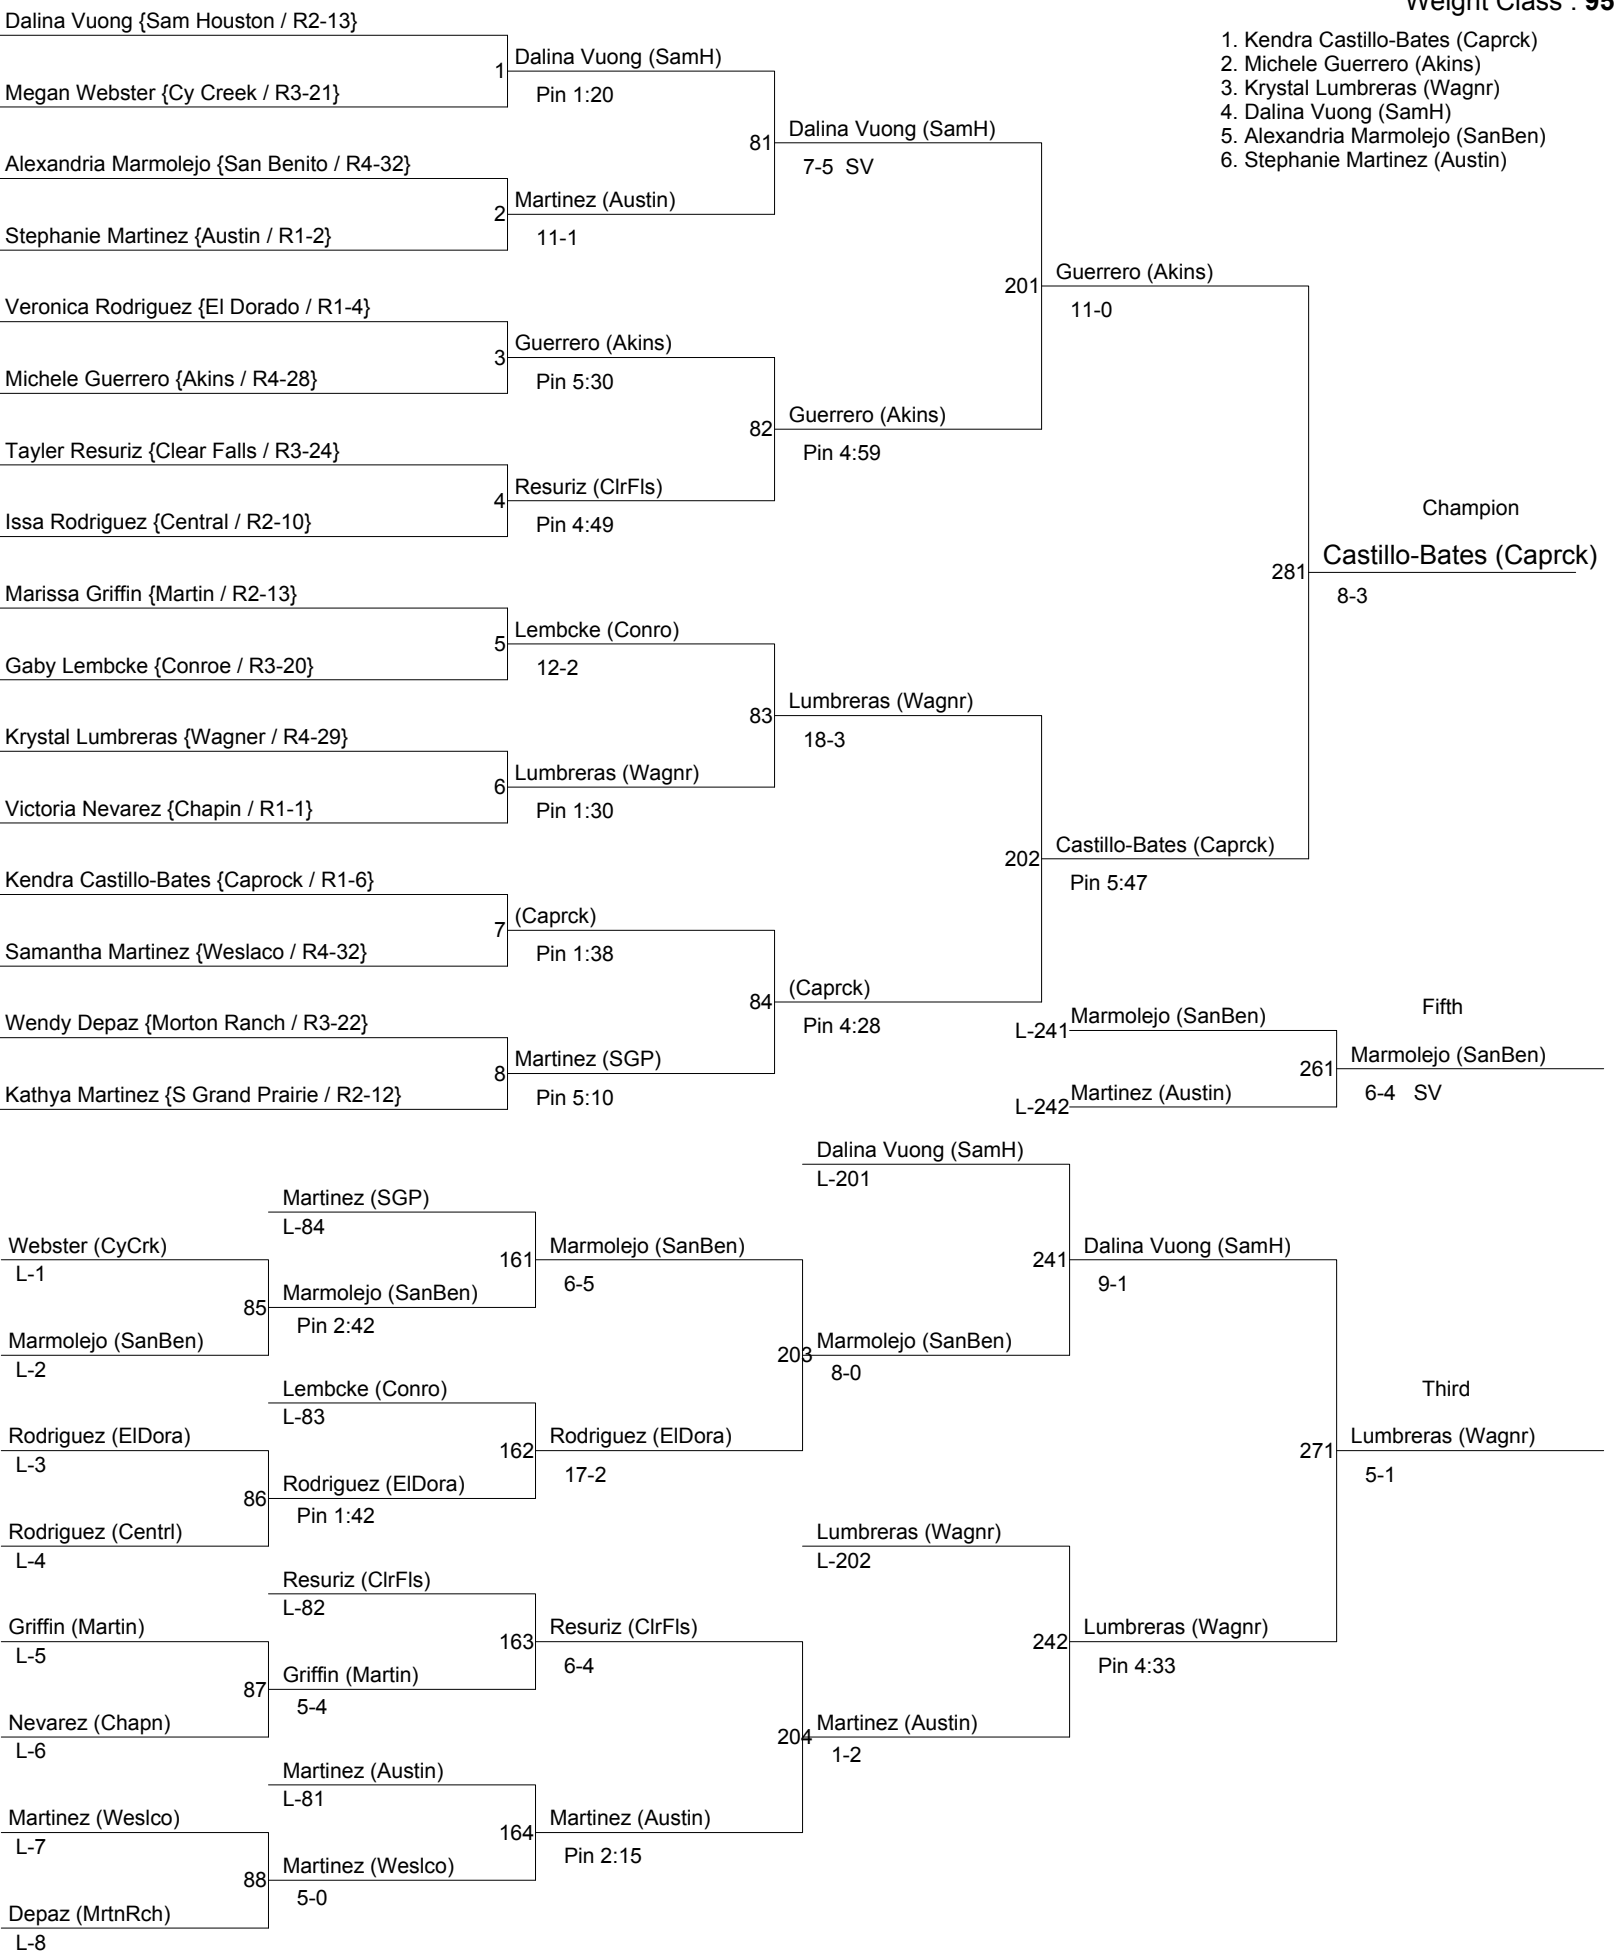 Weight Class : 95
1. Kendra Castillo-Bates (Caprck)
2. Michele Guerrero (Akins)
3. Krystal Lumbreras (Wagnr)
4. Dalina Vuong (SamH)
5. Alexandria Marmolejo (SanBen)
6. Stephanie Martinez (Austin)
Dalina Vuong {Sam Houston / R2-13}
Megan Webster {Cy Creek / R3-21}
Alexandria Marmolejo {San Benito / R4-32}
Stephanie Martinez {Austin / R1-2}
Veronica Rodriguez {El Dorado / R1-4}
Michele Guerrero {Akins / R4-28}
Tayler Resuriz {Clear Falls / R3-24}
Issa Rodriguez {Central / R2-10}
Marissa Griffin {Martin / R2-13}
Gaby Lembcke {Conroe / R3-20}
Krystal Lumbreras {Wagner / R4-29}
Victoria Nevarez {Chapin / R1-1}
Kendra Castillo-Bates {Caprock / R1-6}
Samantha Martinez {Weslaco / R4-32}
Wendy Depaz {Morton Ranch / R3-22}
Kathya Martinez {S Grand Prairie / R2-12}
1 Dalina Vuong (SamH)
Pin 1:20
2 Martinez (Austin)
11-1
3 Guerrero (Akins)
Pin 5:30
4 Resuriz (ClrFls)
Pin 4:49
5 Lembcke (Conro)
12-2
6 Lumbreras (Wagnr)
Pin 1:30
7 (Caprck)
Pin 1:38
8 Martinez (SGP)
Pin 5:10
81 Dalina Vuong (SamH)
7-5 SV
82 Guerrero (Akins)
Pin 4:59
83 Lumbreras (Wagnr)
18-3
84 (Caprck)
Pin 4:28
201 Guerrero (Akins)
11-0
202 Castillo-Bates (Caprck)
Pin 5:47
Champion
281 Castillo-Bates (Caprck)
8-3
L-241 Marmolejo (SanBen)
L-242 Martinez (Austin)
Fifth
261 Marmolejo (SanBen)
6-4 SV
Webster (CyCrk)
L-1
Marmolejo (SanBen)
L-2
Rodriguez (ElDora)
L-3
Rodriguez (Centrl)
L-4
Griffin (Martin)
L-5
Nevarez (Chapn)
L-6
Martinez (Weslco)
L-7
Depaz (MrtnRch)
L-8
Martinez (SGP)
L-84
85 Marmolejo (SanBen)
Pin 2:42
Lembcke (Conro)
L-83
86 Rodriguez (ElDora)
Pin 1:42
Resuriz (ClrFls)
L-82
87 Griffin (Martin)
5-4
Martinez (Austin)
L-81
88 Martinez (Weslco)
5-0
161 Marmolejo (SanBen)
6-5
162 Rodriguez (ElDora)
17-2
163 Resuriz (ClrFls)
6-4
164 Martinez (Austin)
Pin 2:15
Dalina Vuong (SamH)
L-201
203 Marmolejo (SanBen)
8-0
Lumbreras (Wagnr)
L-202
204 Martinez (Austin)
1-2
241 Dalina Vuong (SamH)
9-1
242 Lumbreras (Wagnr)
Pin 4:33
Third
271 Lumbreras (Wagnr)
5-1